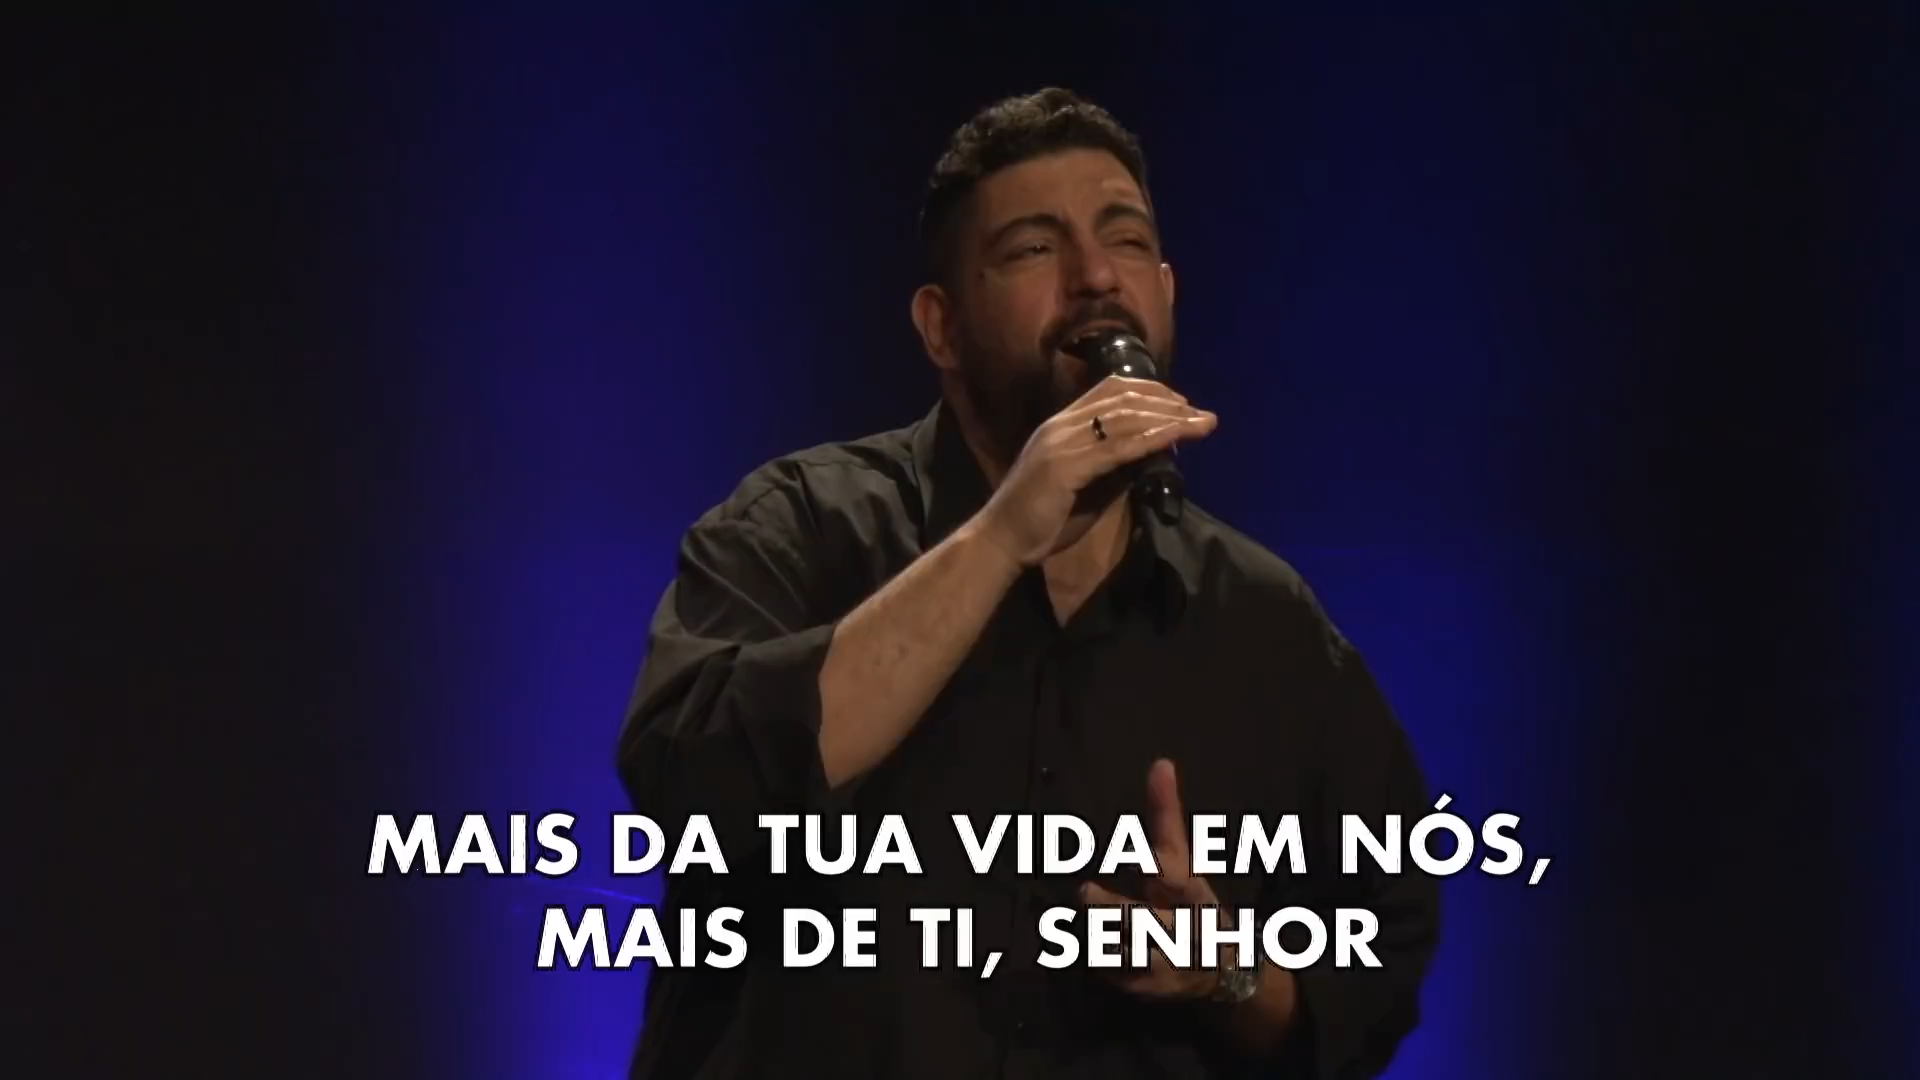 MAIS DA TUA VIDA EM NÓS,
MAIS DE TI, SENHOR